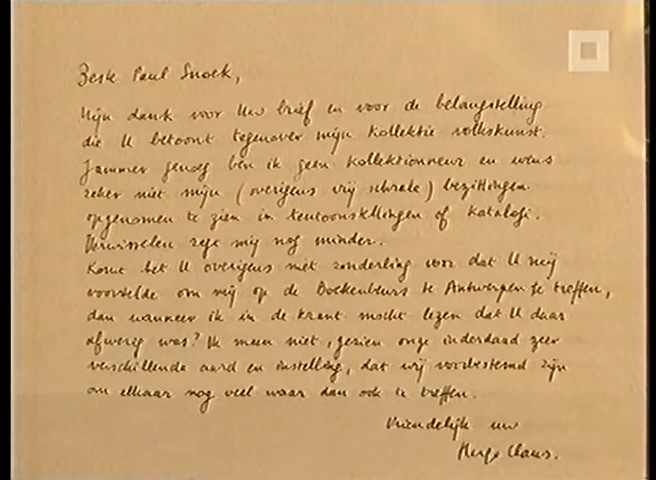 Beste Paul Snoek,
Mijn dank voor Uw brief en voor de belangstelling
die U betoont tegenover mijn kollektie volkskunst.
Jammer genoeg ben ik geen kollektionneur en wens
zeker niet mijn (overigens vrij schrale) bezittingen
opgenomen te zien in tentoonstellingen of katalogi.
Verwisselen zegt mij nog minder.
Komt het U overigens niet zonderling voor dat U mij
voorstelde om mij op de Boekenbeurs te Antwerpen te treffen,
dan wanneer ik in de krant mocht lezen dat U daar
afwezig was? Ik meen niet, gezien onze inderdaad zeer
verschillende aard en instelling, dat wij voorbestemd zijn
om elkaar nog veel waar dan ook te treffen.
Vriendelijk uw
Hugo Claus.